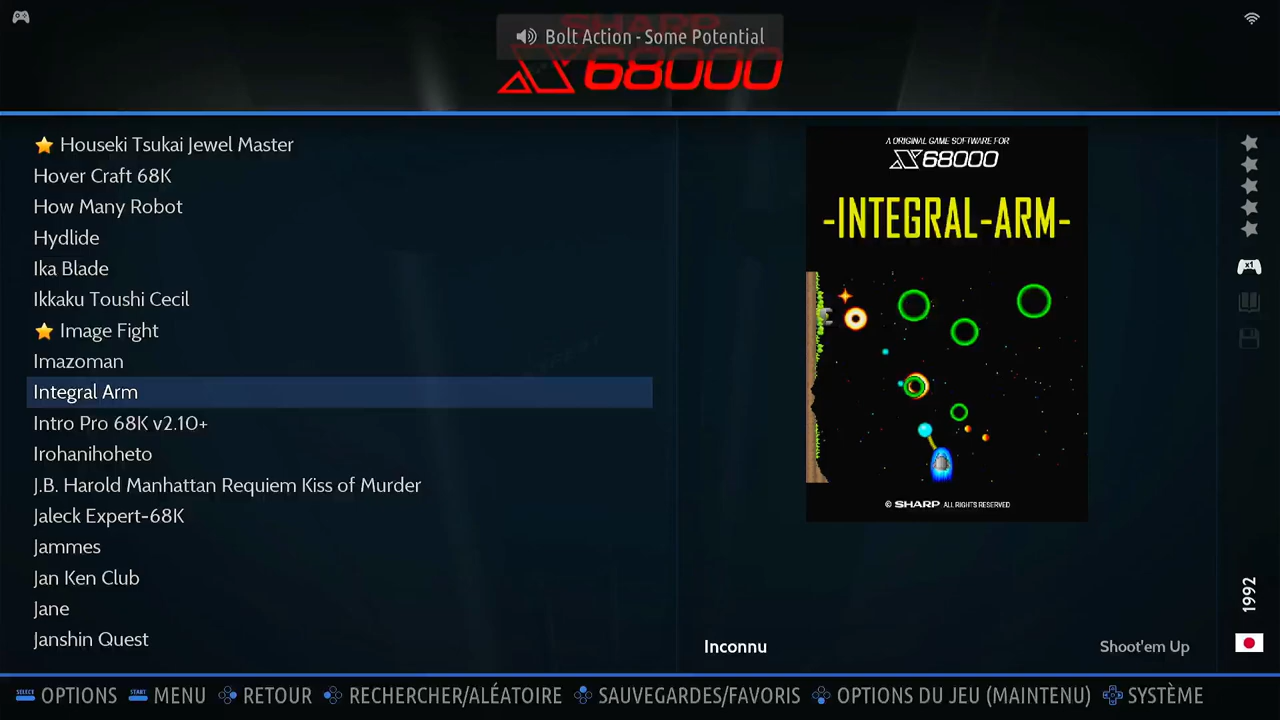 SHARP
Bolt Action - Some Potential
X68000
Houseki Tsukai Jewel Master
Hover Craft 68K
How Many Robot
Hydlide
Ika Blade
Ikkaku Toushi Cecil
Image Fight
Imazoman
Integral Arm
Intro Pro 68K v2.10+
Irohanihoheto
J.B. Harold Manhattan Requiem Kiss of Murder
Jaleck Expert-68K
Jammes
Jan Ken Club
Jane
Janshin Quest
A ORIGINAL GAME SOFTWARE FOR
X68000
-INTEGRAL-ARM-
© SHARP ALL RIGHTS RESERVED
x1
1992
Inconnu
Shoot'em Up
SELECT OPTIONS START MENU RETOUR RECHERCHER/ALÉATOIRE SAUVEGARDES/FAVORIS OPTIONS DU JEU (MAINTENU) SYSTÈME